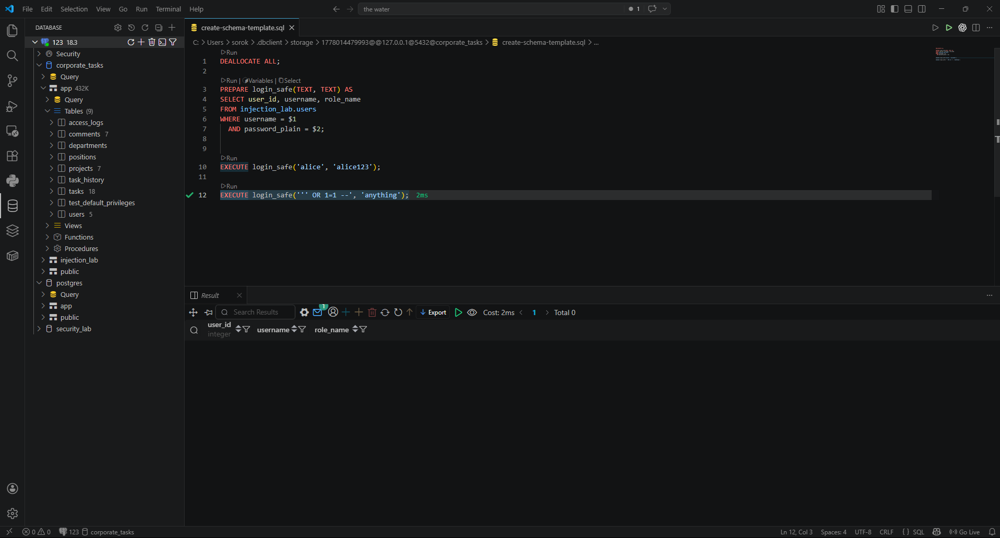 File Edit Selection View Go Run Terminal Help
the water
1
DATABASE
123 18.3
Security
corporate_tasks
Query
app 432K
Query
Tables (9)
access_logs
comments 7
departments
positions
projects 7
task_history
tasks 18
test_default_privileges
users 5
Views
Functions
Procedures
injection_lab
public
postgres
Query
app
public
security_lab
create-schema-template.sql
C: > Users > sorok > .dbclient > storage > 1778014479993@@127.0.0.1@5432@corporate_tasks > create-schema-template.sql > ...
Run
1 DEALLOCATE ALL;
2
Run | Variables | Select
3 PREPARE login_safe(TEXT, TEXT) AS
4 SELECT user_id, username, role_name
5 FROM injection_lab.users
6 WHERE username = $1
7 AND password_plain = $2;
8
9
Run
10 EXECUTE login_safe('alice', 'alice123');
11
Run
12 EXECUTE login_safe(''' OR 1=1 --', 'anything'); 2ms
Result
Search Results
1
Export
Cost: 2ms < 1 > Total 0
user_id
integer
username
role_name
0 0 123 corporate_tasks
Ln 12, Col 3 Spaces: 4 UTF-8 CRLF { } SQL Go Live